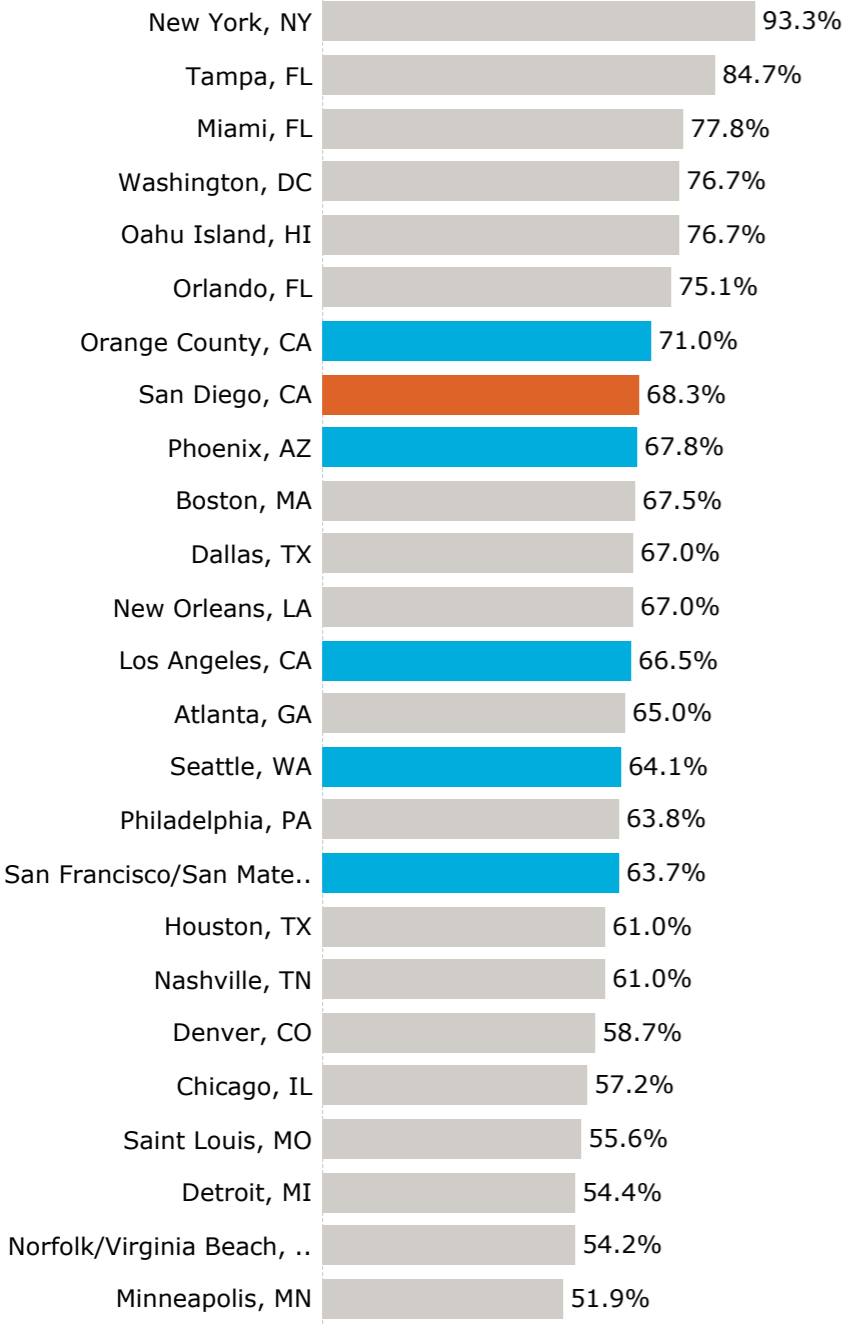 New York, NY 93.3%
Tampa, FL 84.7%
Miami, FL 77.8%
Washington, DC 76.7%
Oahu Island, HI 76.7%
Orlando, FL 75.1%
Orange County, CA 71.0%
San Diego, CA 68.3%
Phoenix, AZ 67.8%
Boston, MA 67.5%
Dallas, TX 67.0%
New Orleans, LA 67.0%
Los Angeles, CA 66.5%
Atlanta, GA 65.0%
Seattle, WA 64.1%
Philadelphia, PA 63.8%
San Francisco/San Mate.. 63.7%
Houston, TX 61.0%
Nashville, TN 61.0%
Denver, CO 58.7%
Chicago, IL 57.2%
Saint Louis, MO 55.6%
Detroit, MI 54.4%
Norfolk/Virginia Beach, .. 54.2%
Minneapolis, MN 51.9%